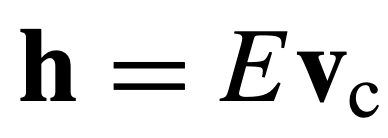 𝐡 = 𝐸𝐯_c